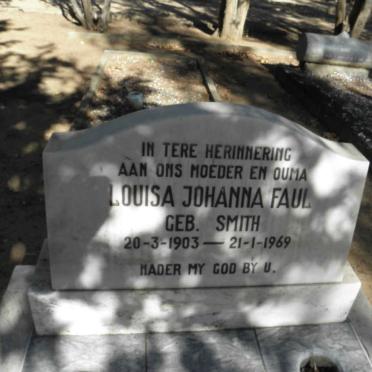 IN TERE HERINNERING
AAN ONS MOEDER EN OUMA
LOUISA JOHANNA FAUL
GEB. SMITH
20-3-1903 — 21-1-1969
NADER MY GOD BY U.